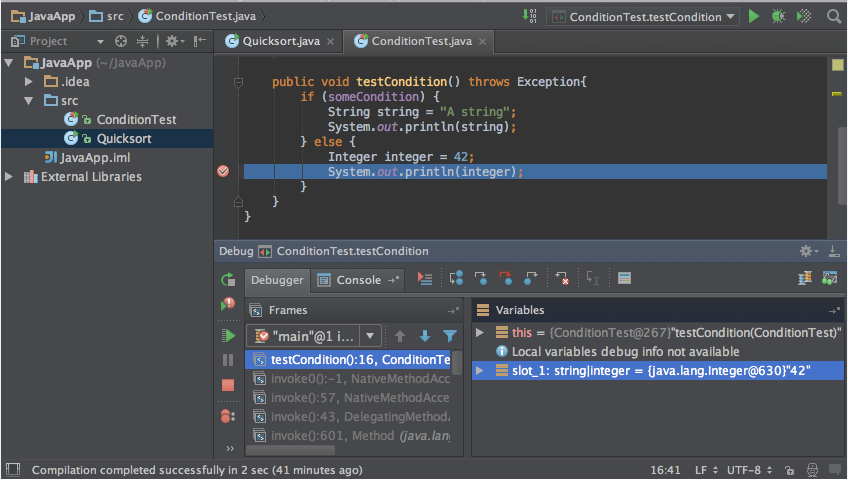 JavaApp src ConditionTest.java
ConditionTest.testCondition
Project
Quicksort.java
ConditionTest.java
JavaApp (~/JavaApp)
.idea
src
ConditionTest
Quicksort
JavaApp.iml
External Libraries
public void testCondition() throws Exception{
if (someCondition) {
String string = "A string";
System.out.println(string);
} else {
Integer integer = 42;
System.out.println(integer);
}
}
}
Debug ConditionTest.testCondition
Debugger Console
Frames
"main"@1 i...
testCondition():16, ConditionTe
invoke0():-1, NativeMethodAcc
invoke():57, NativeMethodAcce
invoke():43, DelegatingMethodA
invoke():601, Method (java.lan
Variables
this = {ConditionTest@267}"testCondition(ConditionTest)"
Local variables debug info not available
slot_1: string|integer = {java.lang.Integer@630}"42"
Compilation completed successfully in 2 sec (41 minutes ago)
16:41 LF UTF-8